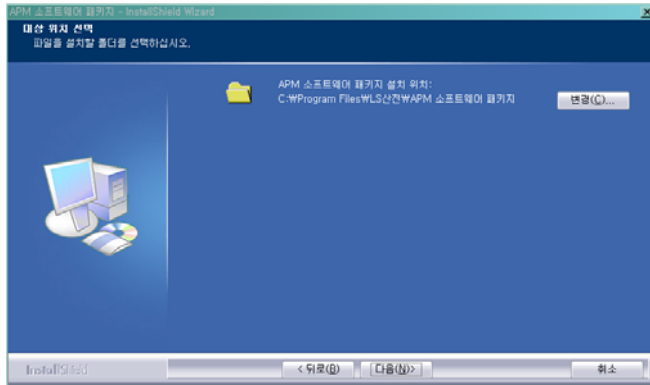 APM 소프트웨어 패키지 - InstallShield Wizard
대상 위치 선택
파일을 설치할 폴더를 선택하십시오.
APM 소프트웨어 패키지 설치 위치:
C:₩Program Files₩LS산전₩APM 소프트웨어 패키지
변경(C)...
InstallShield
< 뒤로(B)
다음(N)>
취소